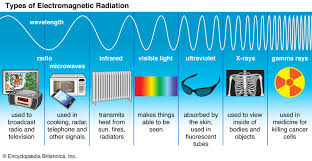 Types of Electromagnetic Radiation
wavelength
radio
microwaves
infrared
visible light
ultraviolet
X-rays
gamma rays
used to
broadcast
radio and
television
used in
cooking, radar,
telephone and
other signals
transmits
heat from
sun, fires,
radiators
makes things
able to be
seen
absorbed by
the skin,
used in
fluorescent
tubes
used to view
inside of
bodies and
objects
used in
medicine for
killing cancer
cells
© Encyclopædia Britannica, Inc.